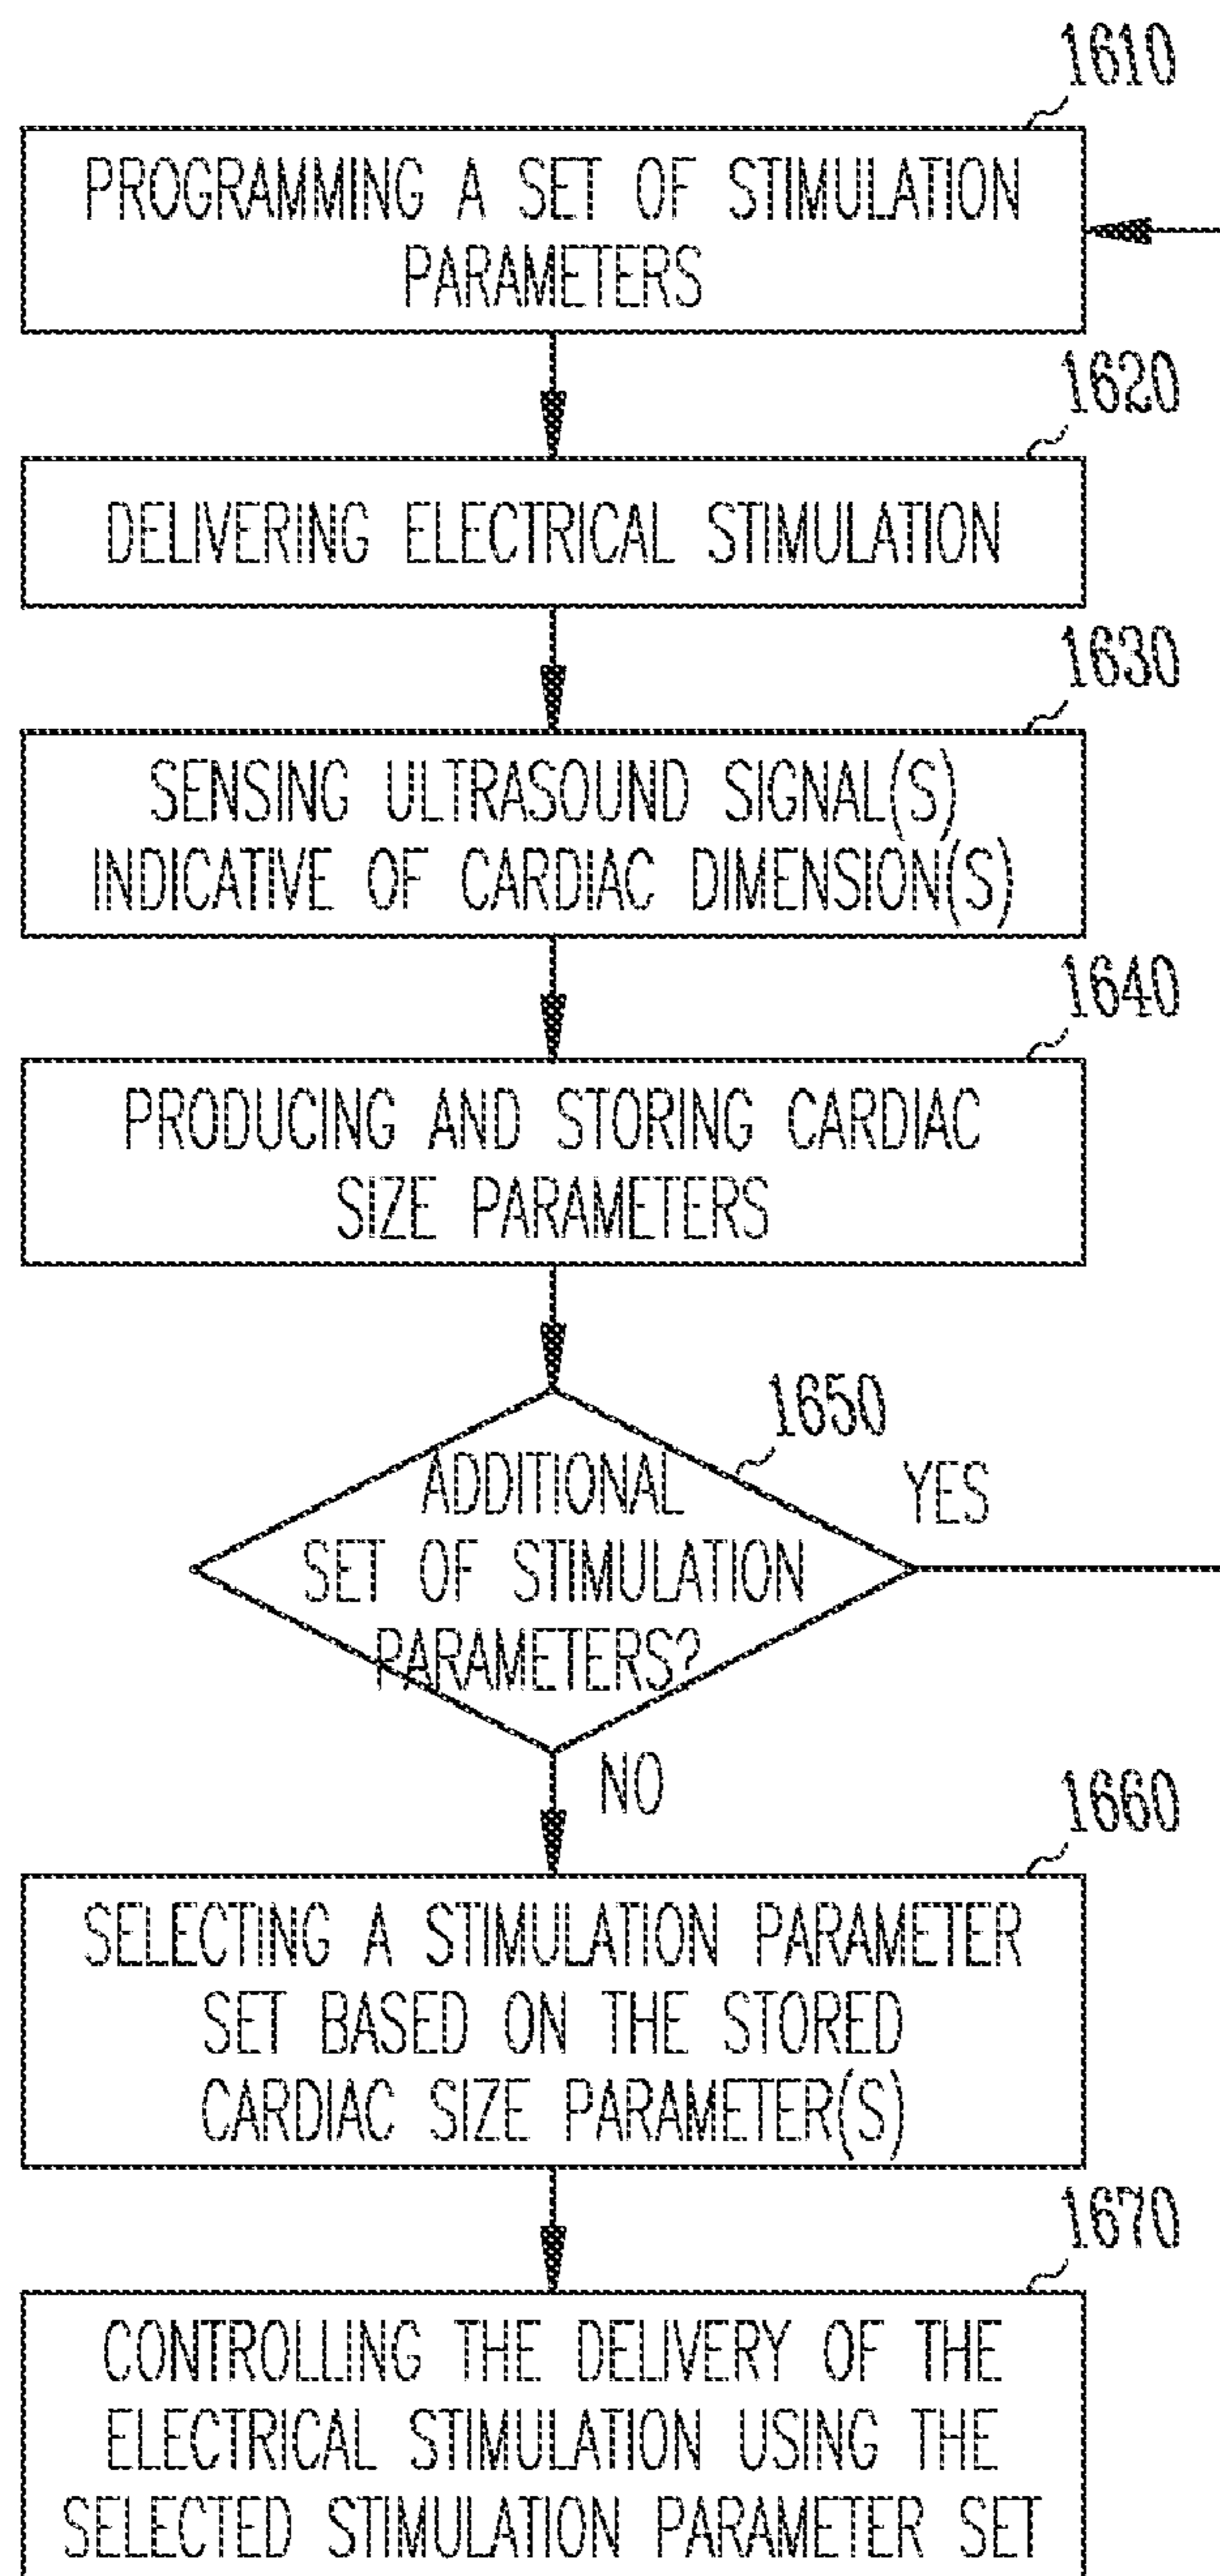 1610
PROGRAMMING A SET OF STIMULATION
PARAMETERS
1620
DELIVERING ELECTRICAL STIMULATION
1630
SENSING ULTRASOUND SIGNAL(S)
INDICATIVE OF CARDIAC DIMENSION(S)
1640
PRODUCING AND STORING CARDIAC
SIZE PARAMETERS
1650
ADDITIONAL
SET OF STIMULATION
PARAMETERS?
YES
NO
1660
SELECTING A STIMULATION PARAMETER
SET BASED ON THE STORED
CARDIAC SIZE PARAMETER(S)
1670
CONTROLLING THE DELIVERY OF THE
ELECTRICAL STIMULATION USING THE
SELECTED STIMULATION PARAMETER SET